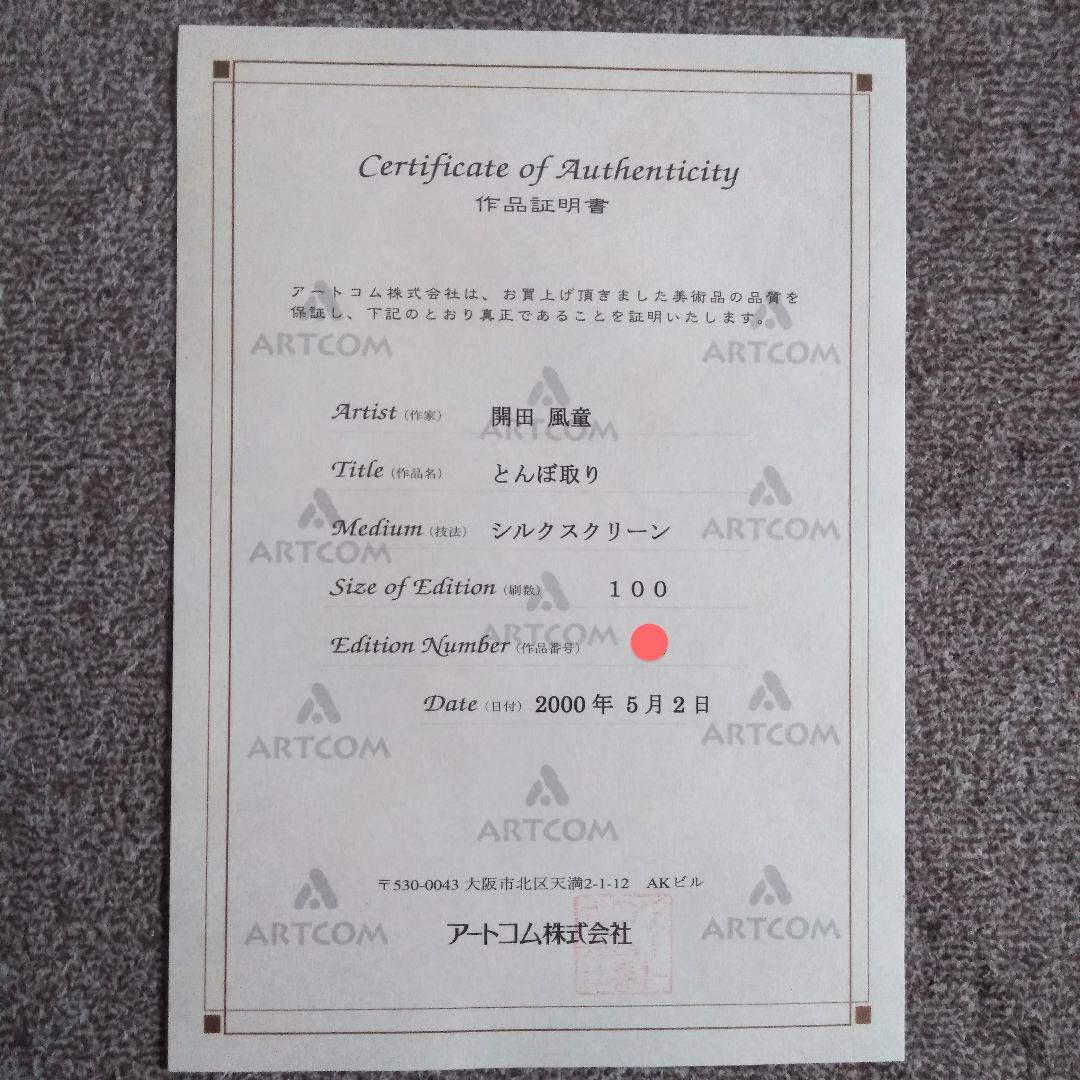 Certificate of Authenticity
作品証明書
アートコム株式会社は、お買上げ頂きました美術品の品質を
保証し、下記のとおり真正であることを証明いたします。
ARTCOM
ARTCOM
Artist（作家） 開田 風童
ARTCOM
Title（作品名） とんぼ取り
Medium（技法） シルクスクリーン
ARTCOM
ARTCOM
Size of Edition（刷数） 100
Edition Number（作品番号）
ARTCOM
Date（日付） 2000年 5月2日
ARTCOM
ARTCOM
ARTCOM
〒530-0043 大阪市北区天満2-1-12 AKビル
アートコム株式会社
ARTCOM
ARTCOM